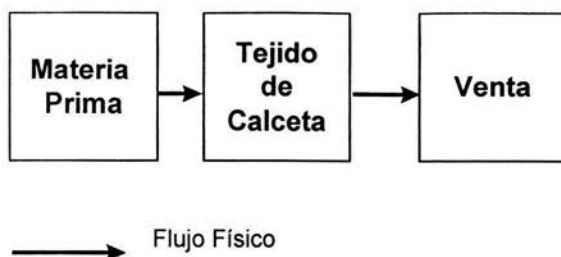 Materia
Prima
Tejido
de
Calceta
Venta
Flujo Físico